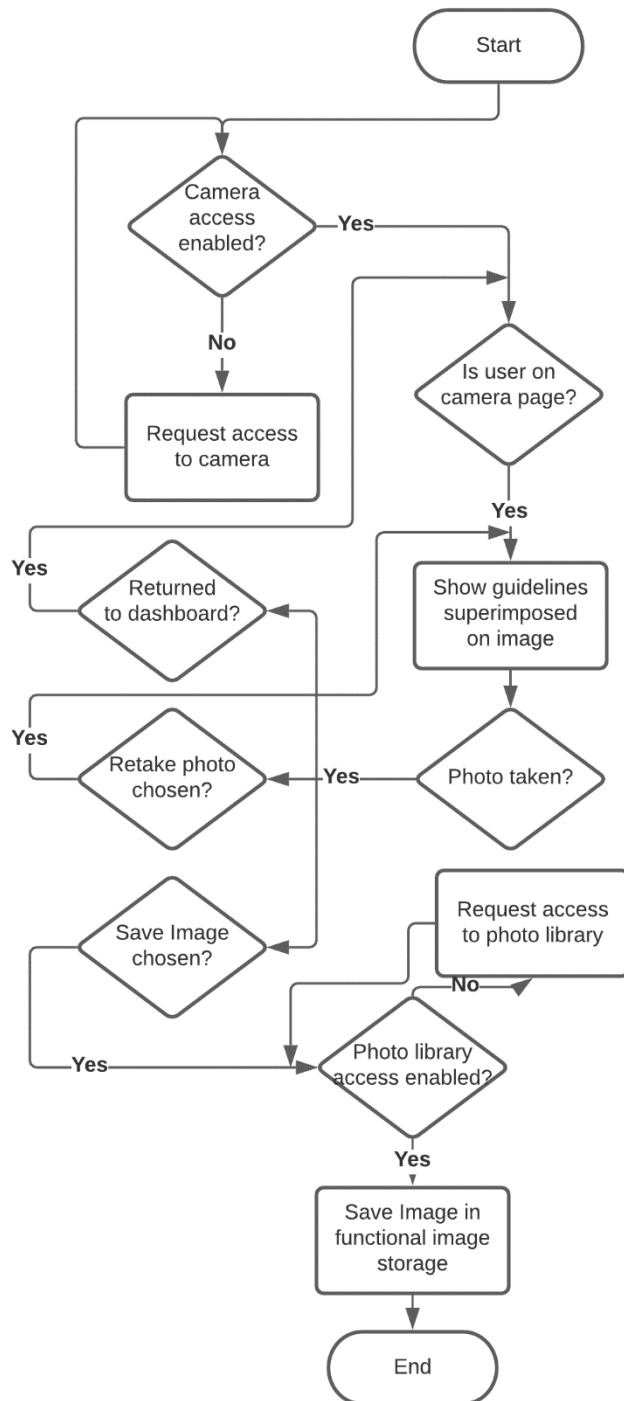 Start
Camera
access
enabled?
Yes
No
Request access
to camera
Is user on
camera page?
Yes
Show guidelines
superimposed
on image
Yes
Returned
to dashboard?
Photo taken?
Yes
Retake photo
chosen?
Yes
Save Image
chosen?
Yes
Request access
to photo library
No
Photo library
access enabled?
Yes
Save Image in
functional image
storage
End